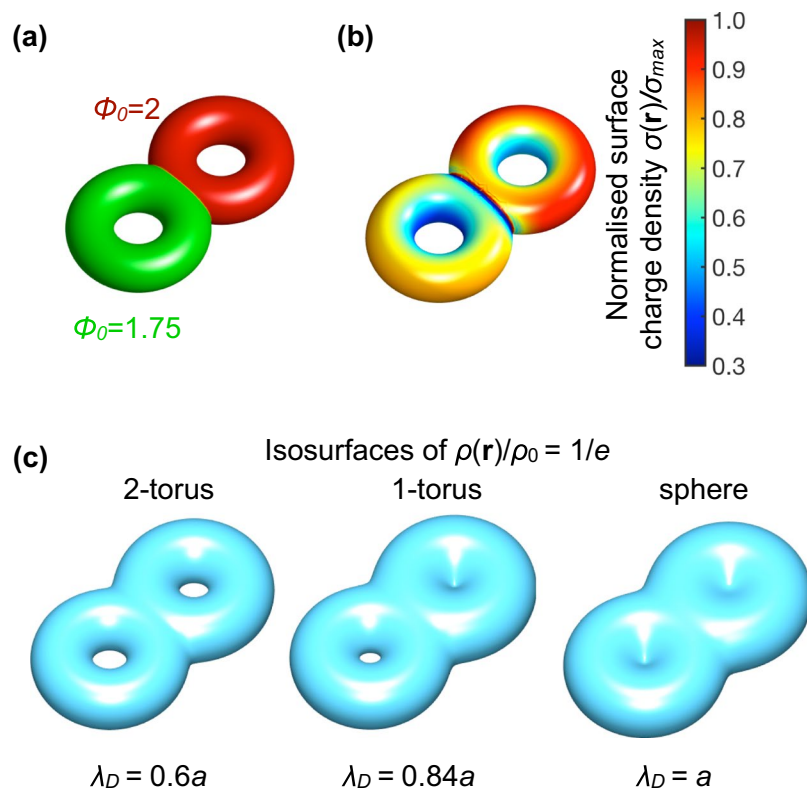 (a)
(b)
Φ0=2
Φ0=1.75
Normalised surface
charge density σ(r)/σmax
1.0
0.9
0.8
0.7
0.6
0.5
0.4
0.3
(c)
Isosurfaces of ρ(r)/ρ0 = 1/e
2-torus
1-torus
sphere
λD = 0.6a
λD = 0.84a
λD = a